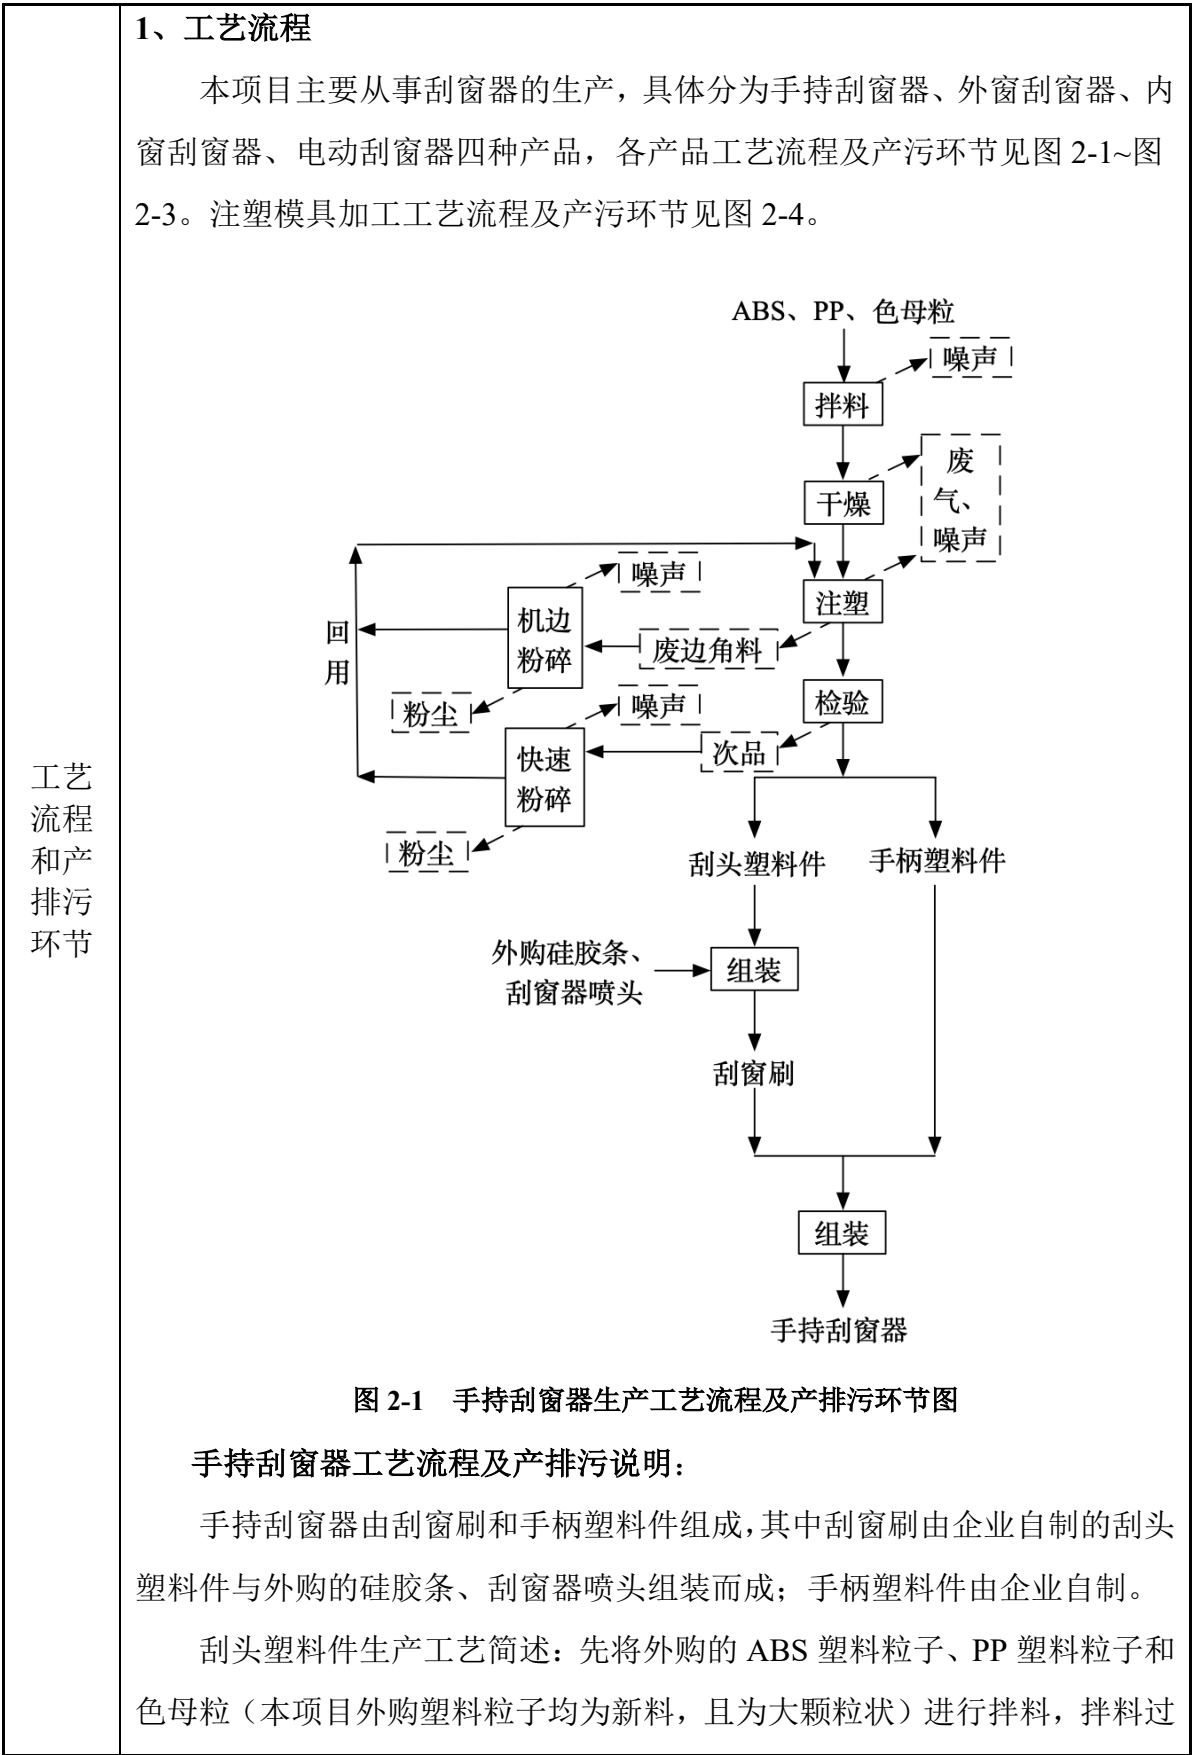 工艺
流程
和产
排污
环节
1、工艺流程
本项目主要从事刮窗器的生产，具体分为手持刮窗器、外窗刮窗器、内
窗刮窗器、电动刮窗器四种产品，各产品工艺流程及产污环节见图 2-1~图
2-3。注塑模具加工工艺流程及产污环节见图 2-4。
ABS、PP、色母粒
噪声
拌料
废
气、
噪声
干燥
噪声
注塑
机边
粉碎
回
用
废边角料
粉尘
噪声
检验
快速
粉碎
次品
粉尘
刮头塑料件
手柄塑料件
外购硅胶条、
刮窗器喷头
组装
刮窗刷
组装
手持刮窗器
图 2-1 手持刮窗器生产工艺流程及产排污环节图
手持刮窗器工艺流程及产排污说明：
手持刮窗器由刮窗刷和手柄塑料件组成，其中刮窗刷由企业自制的刮头
塑料件与外购的硅胶条、刮窗器喷头组装而成；手柄塑料件由企业自制。
刮头塑料件生产工艺简述：先将外购的 ABS 塑料粒子、PP 塑料粒子和
色母粒（本项目外购塑料粒子均为新料，且为大颗粒状）进行拌料，拌料过